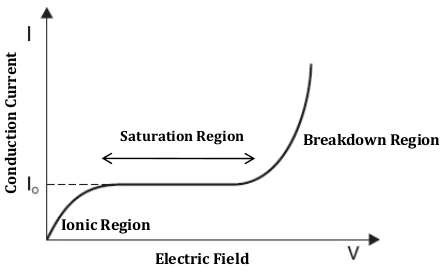 I
Conduction Current
Saturation Region
Breakdown Region
I₀
Ionic Region
Electric Field
V